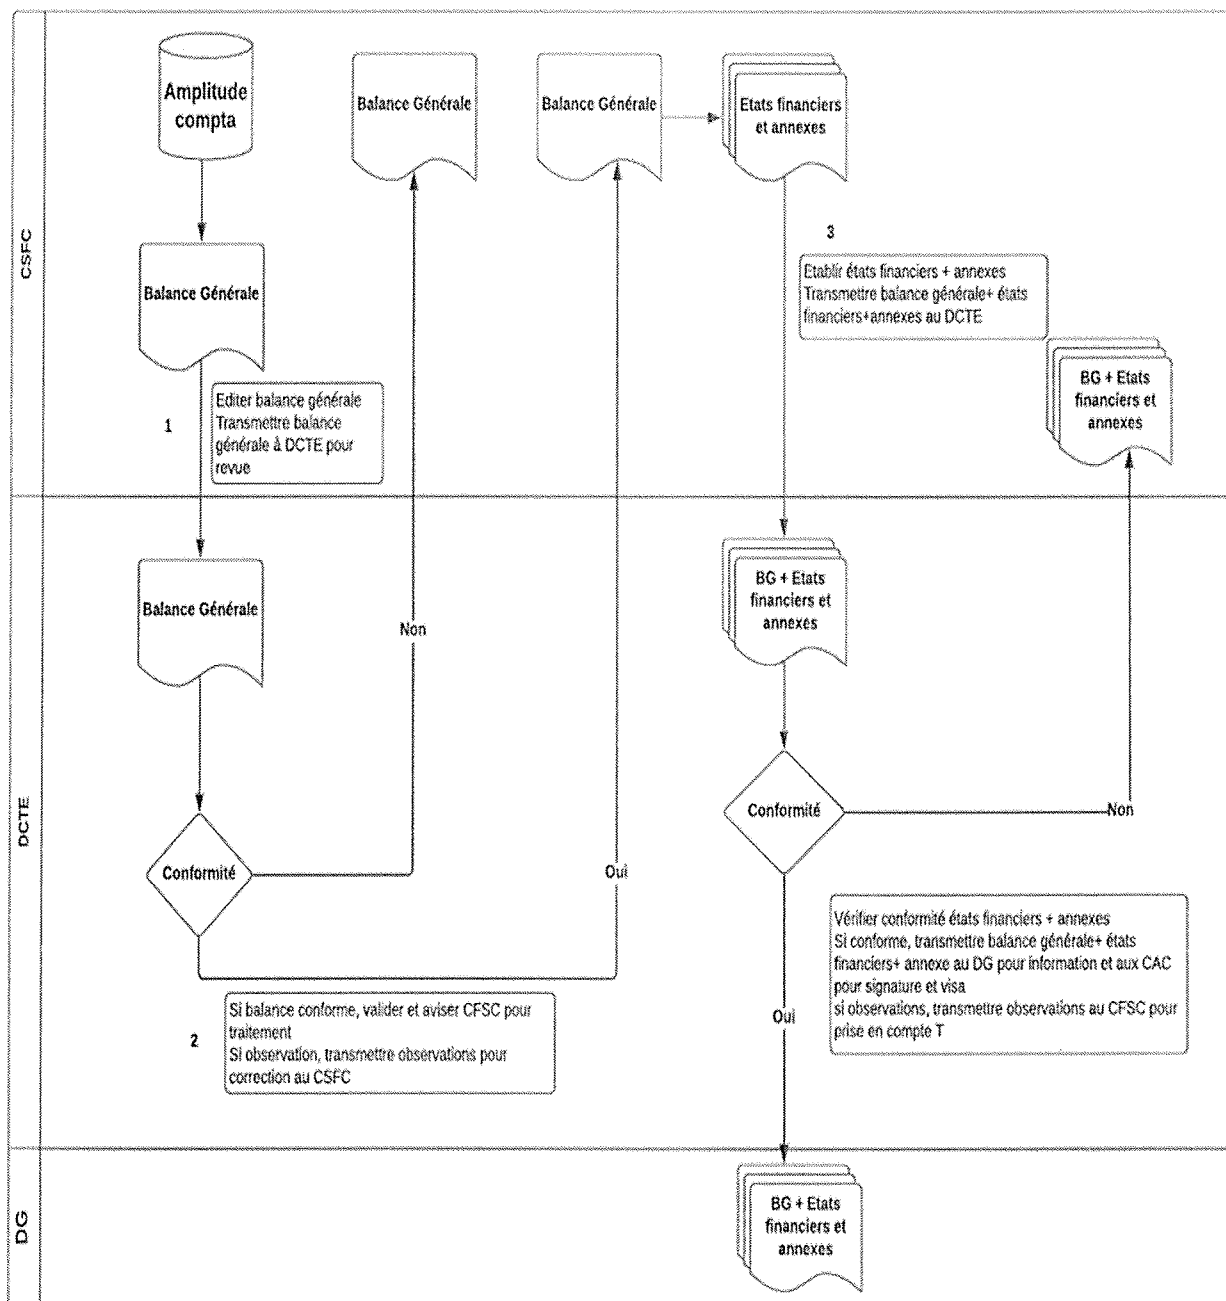 CSFC
Amplitude
compta
Balance Générale
Balance Générale
Etats financiers
et annexes
Balance Générale
3
Etablir états financiers + annexes
Transmettre balance générale+ états
financiers+annexes au DCTE
BG + Etats
financiers et
annexes
1
Editer balance générale
Transmettre balance
générale à DCTE pour
revue
DCTE
Balance Générale
Non
BG + Etats
financiers et
annexes
Conformité
Non
Conformité
Oui
Vérifier conformité états financiers + annexes
Si conforme, transmettre balance générale+ états
financiers+ annexe au DG pour information et aux CAC
pour signature et visa
si observations, transmettre observations au CFSC pour
prise en compte T
Oui
2
Si balance conforme, valider et aviser CFSC pour
traitement
Si observation, transmettre observations pour
correction au CSFC
DG
BG + Etats
financiers et
annexes